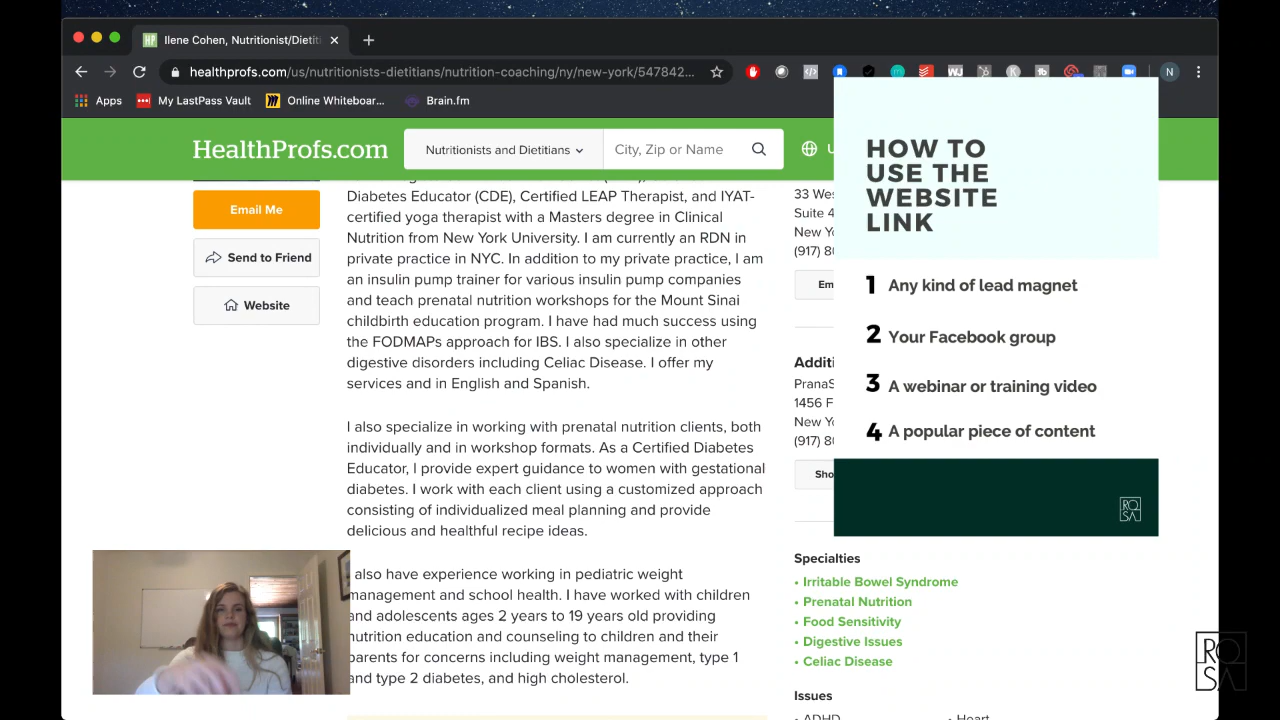 Ilene Cohen, Nutritionist/Dietiti
healthprofs.com/us/nutritionists-dietitians/nutrition-coaching/ny/new-york/547842...
N
Apps
My LastPass Vault
Online Whiteboar...
Brain.fm
HealthProfs.com
Nutritionists and Dietitians
City, Zip or Name
U
Email Me
Send to Friend
Website
Diabetes Educator (CDE), Certified LEAP Therapist, and IYAT-
certified yoga therapist with a Masters degree in Clinical
Nutrition from New York University. I am currently an RDN in
private practice in NYC. In addition to my private practice, I am
an insulin pump trainer for various insulin pump companies
and teach prenatal nutrition workshops for the Mount Sinai
childbirth education program. I have had much success using
the FODMAPs approach for IBS. I also specialize in other
digestive disorders including Celiac Disease. I offer my
services and in English and Spanish.
I also specialize in working with prenatal nutrition clients, both
individually and in workshop formats. As a Certified Diabetes
Educator, I provide expert guidance to women with gestational
diabetes. I work with each client using a customized approach
consisting of individualized meal planning and provide
delicious and healthful recipe ideas.
also have experience working in pediatric weight
management and school health. I have worked with children
and adolescents ages 2 years to 19 years old providing
nutrition education and counseling to children and their
parents for concerns including weight management, type 1
and type 2 diabetes, and high cholesterol.
33 Wes
Suite 4
New Yo
(917) 80
Em
Additi
PranaS
1456 F
New Yo
(917) 80
Sho
Specialties
• Irritable Bowel Syndrome
• Prenatal Nutrition
• Food Sensitivity
• Digestive Issues
• Celiac Disease
Issues
• ADHD
• Heart
HOW TO
USE THE
WEBSITE
LINK
1 Any kind of lead magnet
2 Your Facebook group
3 A webinar or training video
4 A popular piece of content
RO
SA
RO
SA